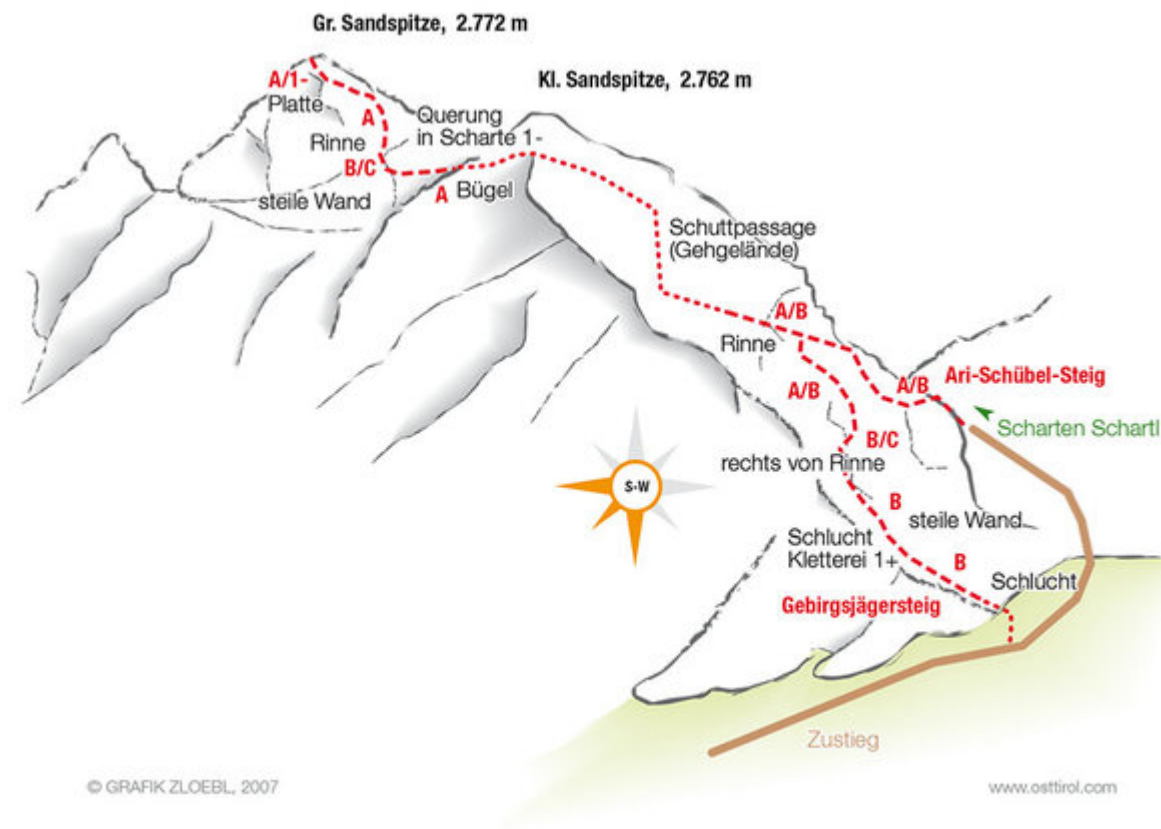 Gr. Sandspitze, 2.772 m
Kl. Sandspitze, 2.762 m
A/1-
Platte
A
Querung
in Scharte 1-
Rinne
B/C
steile Wand
A
Bügel
Schuttpassage
(Gehgelände)
A/B
Rinne
A/B
A/B
Ari-Schübel-Steig
Scharten Schartl
B/C
rechts von Rinne
S-W
B
steile Wand
Schlucht
Kletterei 1+
B
Schlucht
Gebirgsjägersteig
Zustieg
© GRAFIK ZLOEBL, 2007
www.osttirol.com